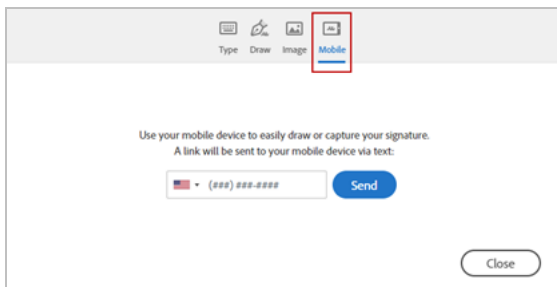 Type Draw Image Mobile
Use your mobile device to easily draw or capture your signature.
A link will be sent to your mobile device via text:
(###) ###-#### Send
Close